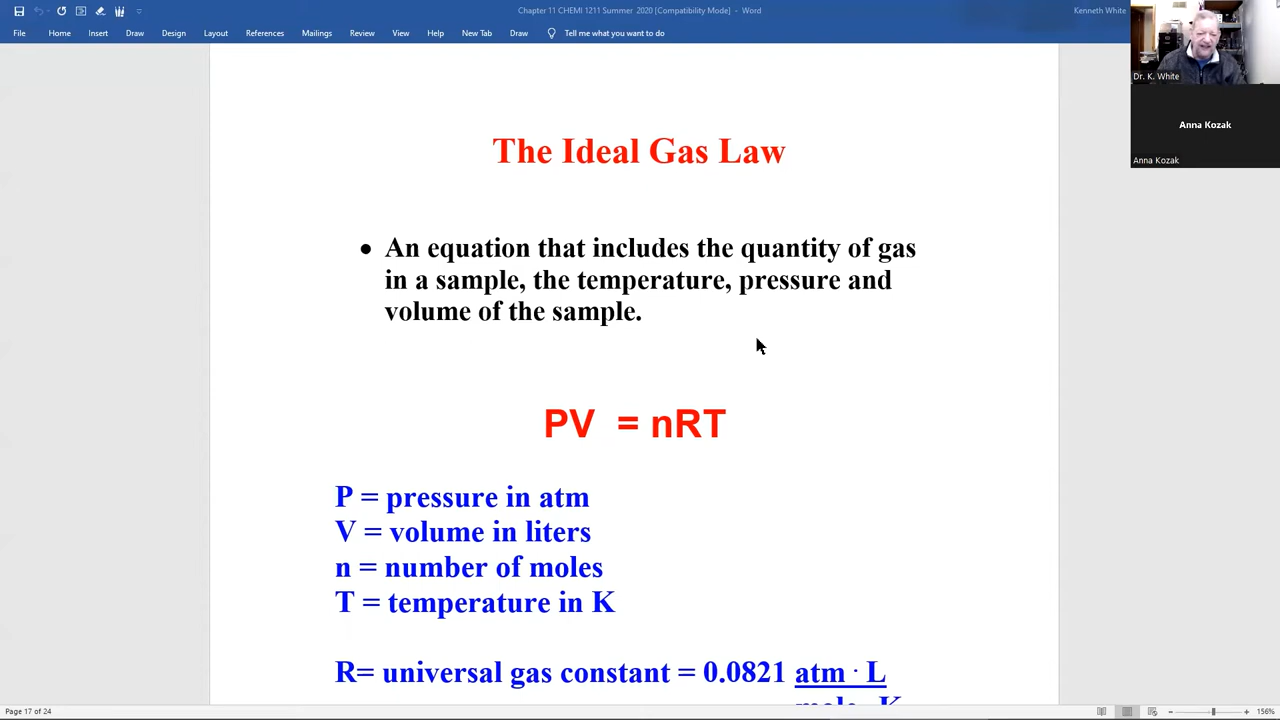 Chapter 11 CHEMI 1211 Summer 2020 [Compatibility Mode] - Word
Kenneth White
File Home Insert Draw Design Layout References Mailings Review View Help New Tab Draw Tell me what you want to do
Dr. K. White
Anna Kozak
Anna Kozak
The Ideal Gas Law
• An equation that includes the quantity of gas
in a sample, the temperature, pressure and
volume of the sample.
PV = nRT
P = pressure in atm
V = volume in liters
n = number of moles
T = temperature in K
R= universal gas constant = 0.0821 atm · L
mole K
Page 17 of 24
156%